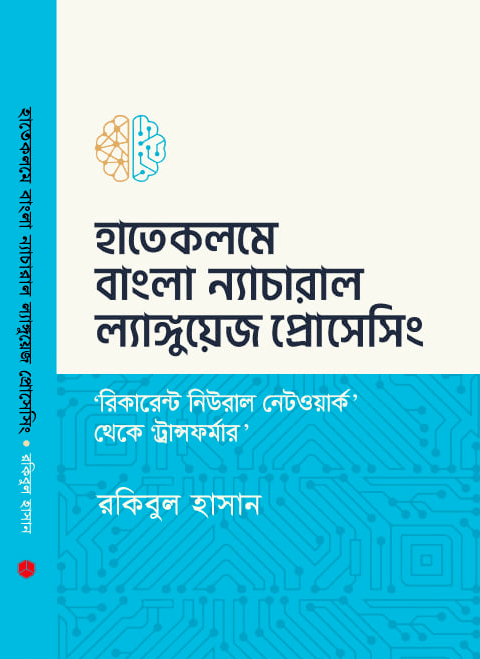 হাতেকলমে বাংলা ন্যাচারাল ল্যাঙ্গুয়েজ প্রোসেসিং ● রকিবুল হাসান
হাতেকলমে
বাংলা ন্যাচারাল
ল্যাঙ্গুয়েজ প্রোসেসিং
‘রিকারেন্ট নিউরাল নেটওয়ার্ক’
থেকে ‘ট্রান্সফর্মার’
রকিবুল হাসান